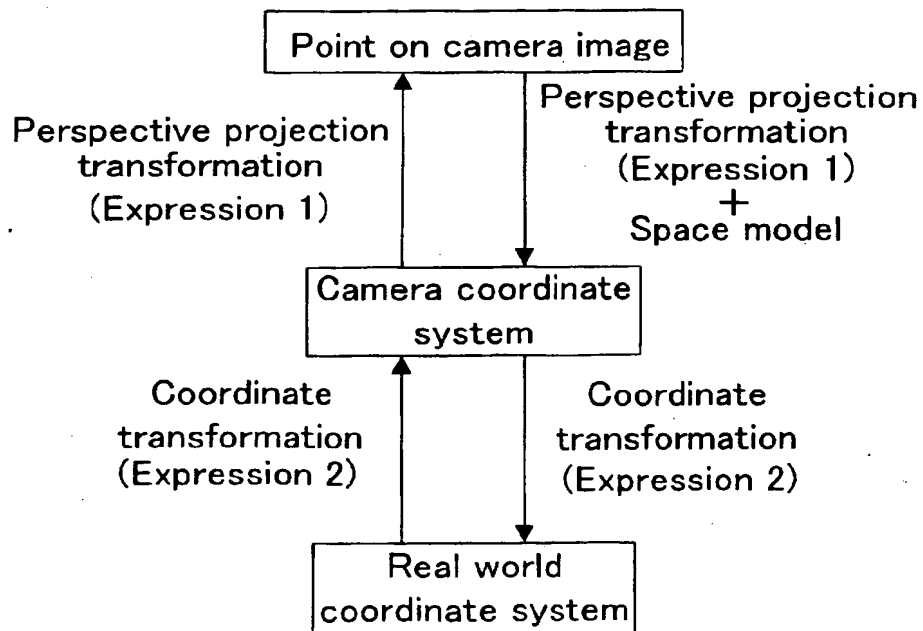 Point on camera image
Perspective projection
transformation
(Expression 1)
Perspective projection
transformation
(Expression 1)
+
Space model
Camera coordinate
system
Coordinate
transformation
(Expression 2)
Coordinate
transformation
(Expression 2)
Real world
coordinate system